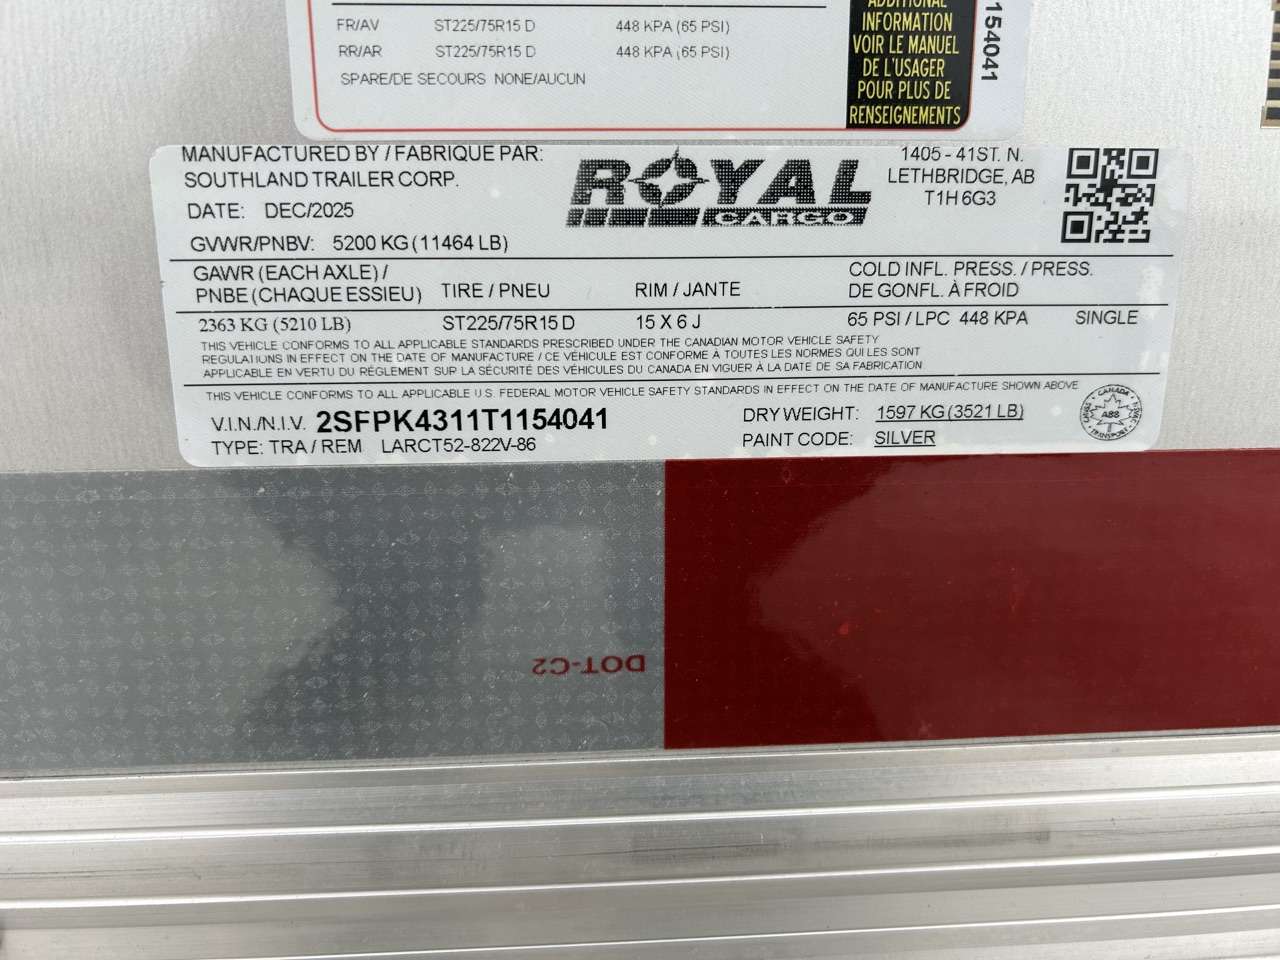 ADDITIONAL
INFORMATION
VOIR LE MANUEL
DE L'USAGER
POUR PLUS DE
RENSEIGNEMENTS
154041
FR/AV ST225/75R15 D 448 KPA (65 PSI)
RR/AR ST225/75R15 D 448 KPA (65 PSI)
SPARE/DE SECOURS NONE/AUCUN
MANUFACTURED BY / FABRIQUE PAR:
SOUTHLAND TRAILER CORP.
DATE: DEC/2025
GVWR/PNBV: 5200 KG (11464 LB)
ROYAL
CARGO
1405 - 41ST. N.
LETHBRIDGE, AB
T1H 6G3
GAWR (EACH AXLE) /
PNBE (CHAQUE ESSIEU) TIRE / PNEU RIM / JANTE
COLD INFL. PRESS. / PRESS.
DE GONFL. À FROID
2363 KG (5210 LB) ST225/75R15 D 15 X 6 J 65 PSI / LPC 448 KPA SINGLE
THIS VEHICLE CONFORMS TO ALL APPLICABLE STANDARDS PRESCRIBED UNDER THE CANADIAN MOTOR VEHICLE SAFETY
REGULATIONS IN EFFECT ON THE DATE OF MANUFACTURE / CE VÉHICULE EST CONFORME À TOUTES LES NORMES QUI LES SONT
APPLICABLE EN VERTU DU RÉGLEMENT SUR LA SÉCURITÉ DES VÉHICULES DU CANADA EN VIGUER À LA DATE DE SA FABRICATION
THIS VEHICLE CONFORMS TO ALL APPLICABLE U.S. FEDERAL MOTOR VEHICLE SAFETY STANDARDS IN EFFECT ON THE DATE OF MANUFACTURE SHOWN ABOVE
V.I.N./N.I.V. 2SFPK4311T1154041
TYPE: TRA / REM LARCT52-822V-86
DRY WEIGHT: 1597 KG (3521 LB)
PAINT CODE: SILVER
CANADA
A88
TRANSPORT
DOT-C2